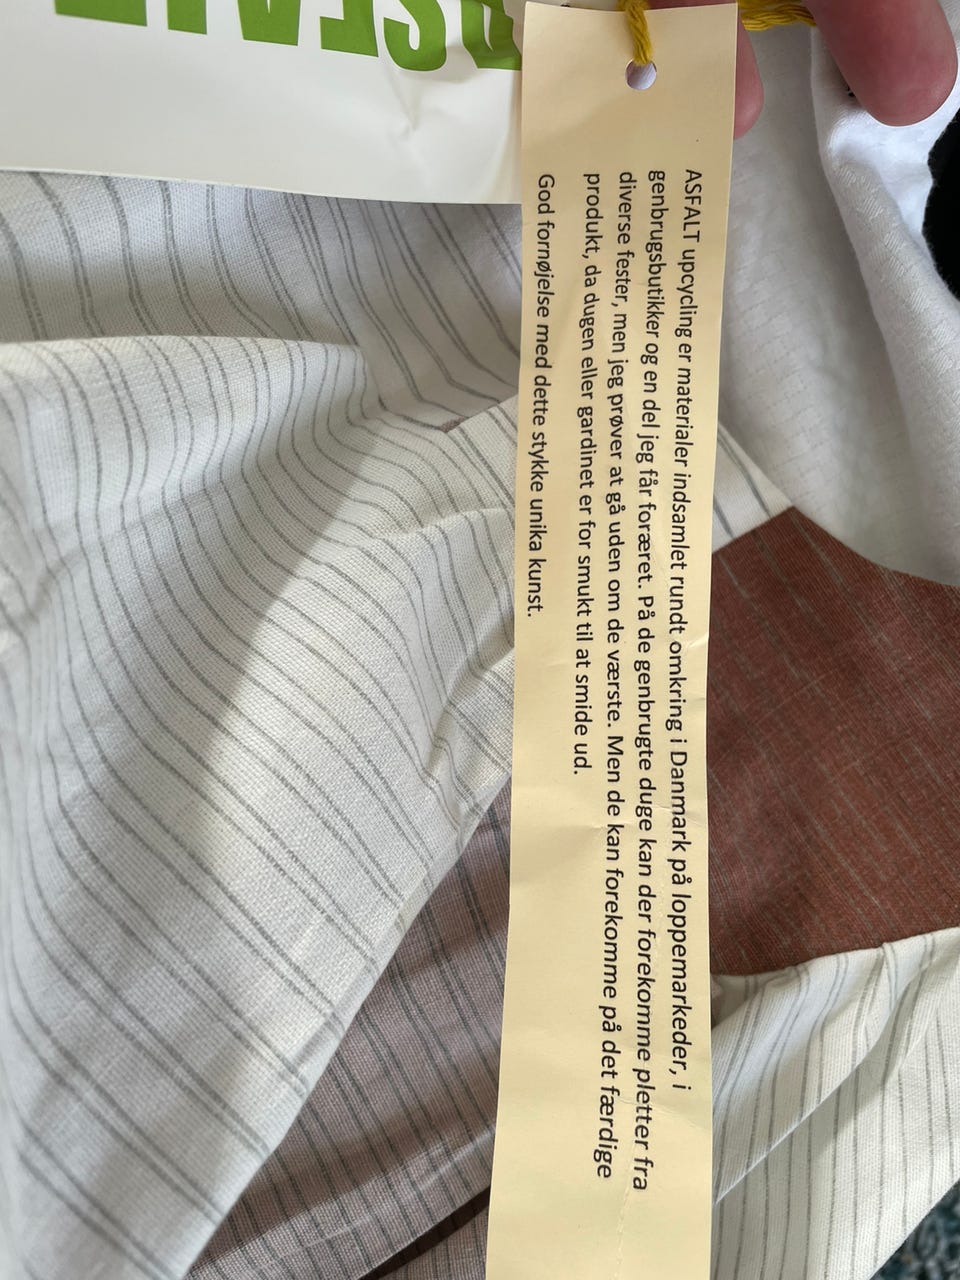 ASFALT
ASFALT upcycling er materialer indsamlet rundt omkring i Danmark på loppemarkeder, i
genbrugsbutikker og en del jeg får foræret. På de genbrugte duge kan der forekomme pletter fra
diverse fester, men jeg prøver at gå uden om de værste. Men de kan forekomme på det færdige
produkt, da dugen eller gardinet er for smukt til at smide ud.
God fornøjelse med dette stykke unika kunst.